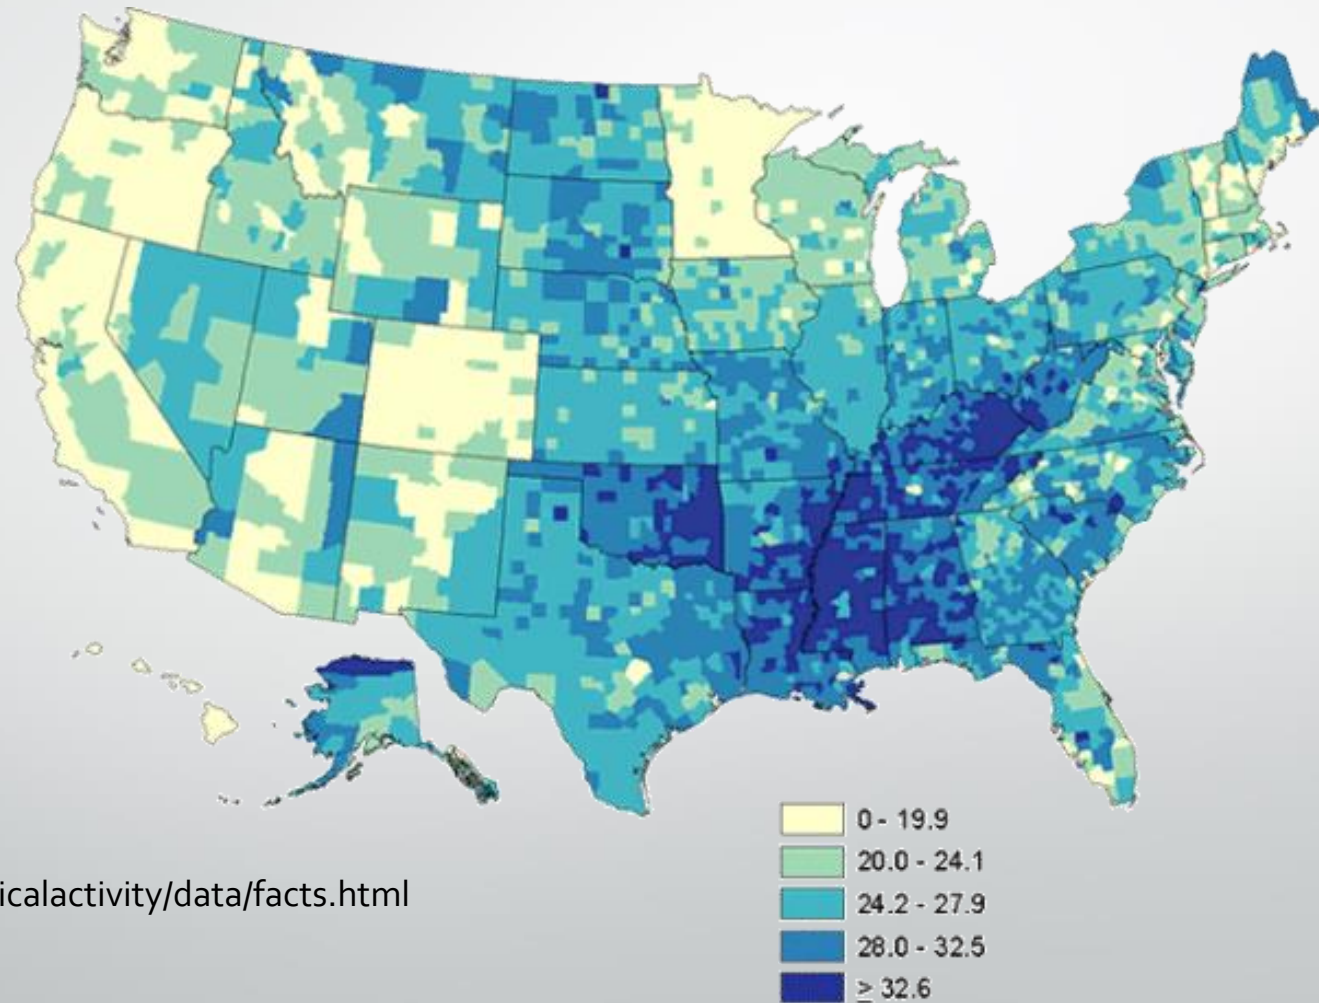 0 - 19.9
20.0 - 24.1
icalactivity/data/facts.html
24.2 - 27.9
28.0 - 32.5
≥ 32.6